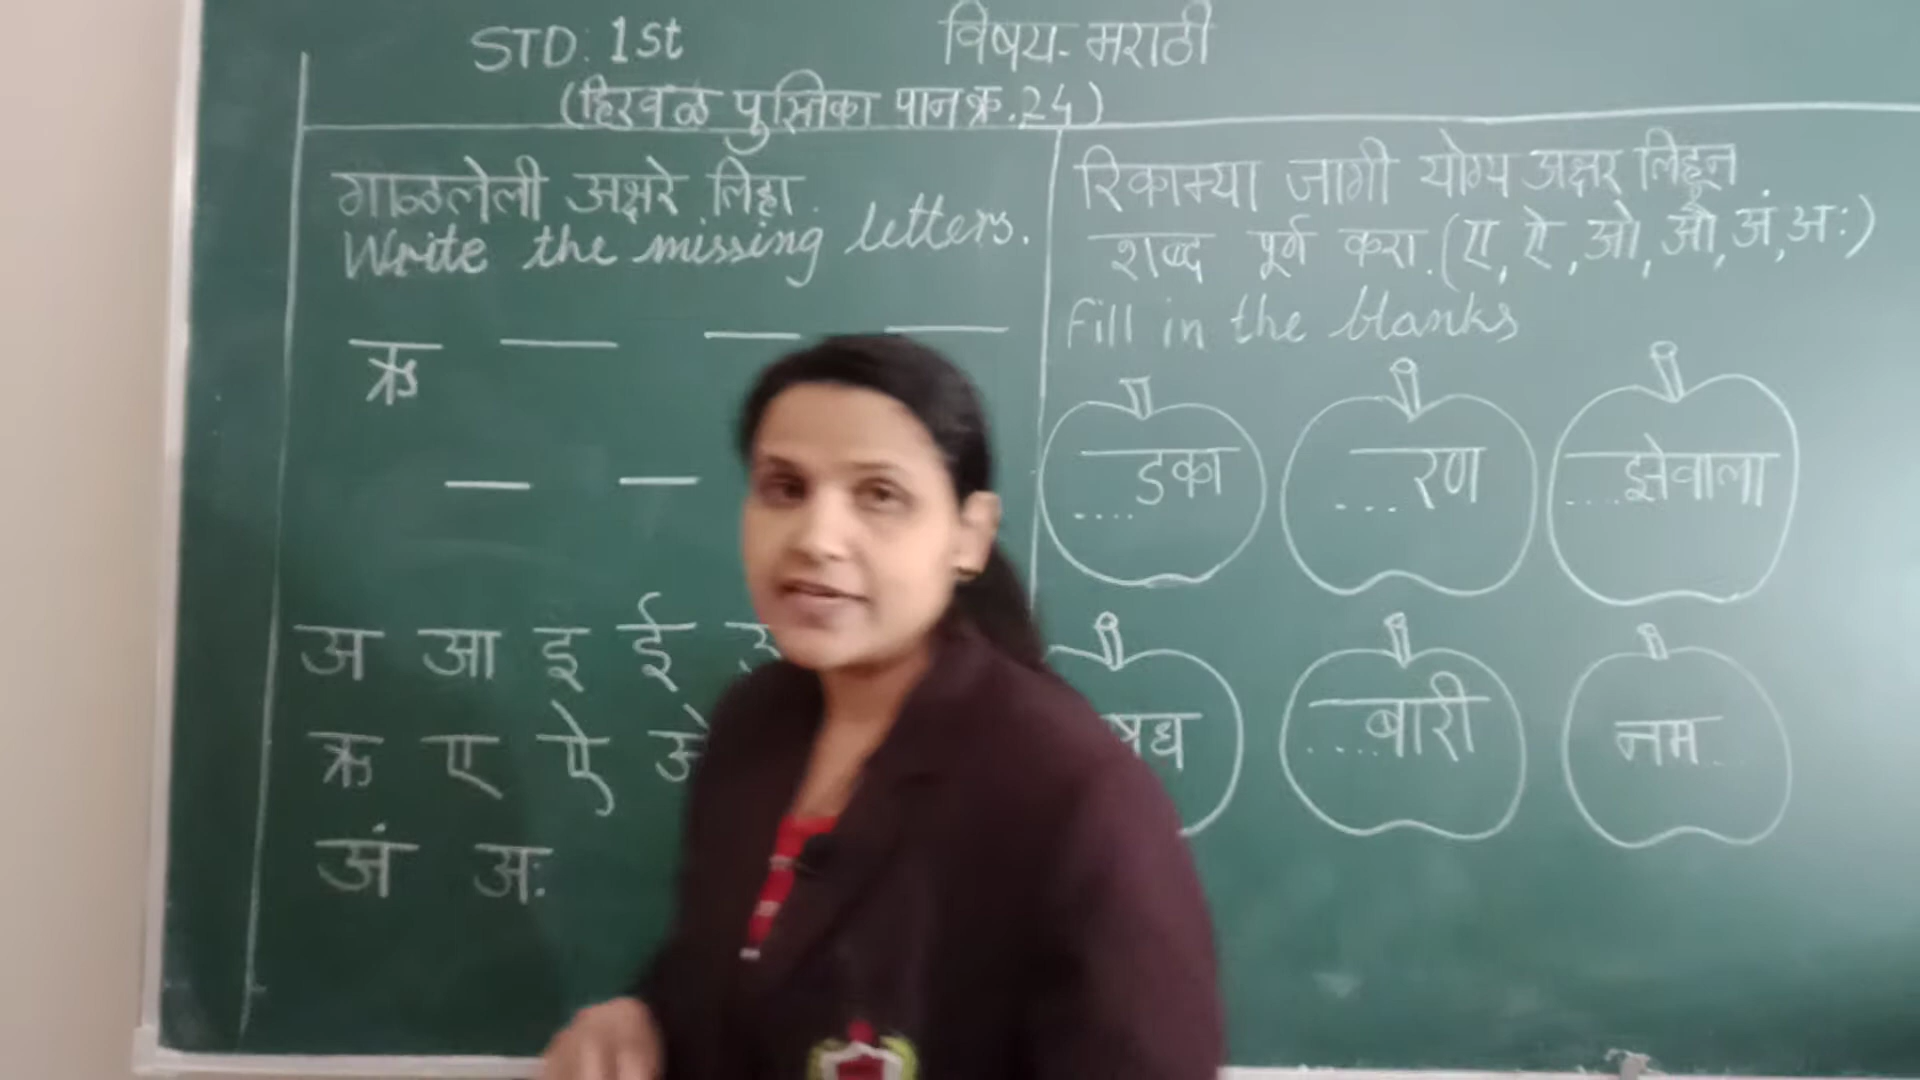 STD: 1st
विषय- मराठी
(हिरवळ पुस्तिका पान क्र. 24)
गाळलेली अक्षरे लिहा.
Write the missing letters.
ऋ
अ आ इ ई
ऋ ए ऐ
अं अः
रिकाम्या जागी योग्य अक्षर लिहून
शब्द पूर्ण करा. (ए, ऐ, ओ, औ, अं, अः)
Fill in the blanks
....डका ....रण ....झेवाला
षध ....बारी नम...